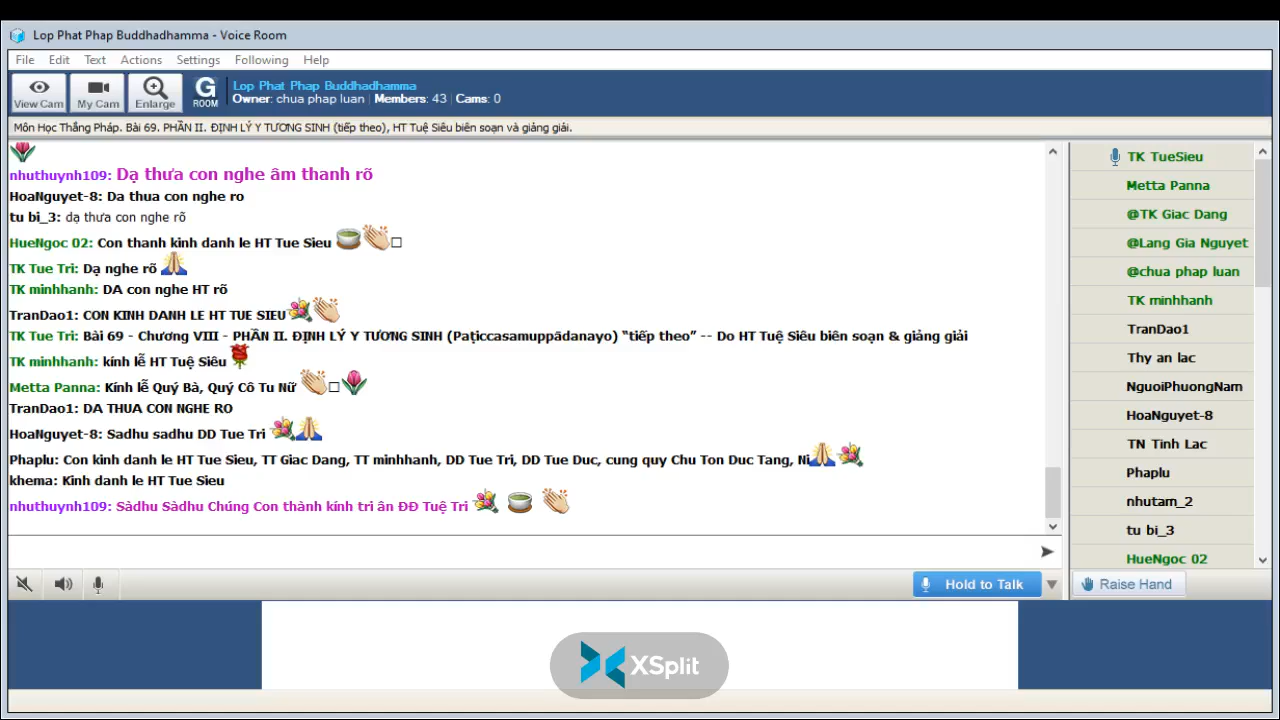 Lop Phat Phap Buddhadhamma - Voice Room
File Edit Text Actions Settings Following Help
View Cam My Cam Enlarge G ROOM
Lop Phat Phap Buddhadhamma
Owner: chua phap luan | Members: 43 | Cams: 0
Môn Học Thắng Pháp. Bài 69. PHẦN II. ĐỊNH LÝ Y TƯƠNG SINH (tiếp theo), HT Tuệ Siêu biên soạn và giảng giải.
nhuthuynh109: Dạ thưa con nghe âm thanh rõ
HoaNguyet-8: Da thua con nghe ro
tu bi_3: dạ thưa con nghe rõ
HueNgoc 02: Con thanh kinh danh le HT Tue Sieu
TK Tue Tri: Dạ nghe rõ
TK minhhanh: DA con nghe HT rõ
TranDao1: CON KINH DANH LE HT TUE SIEU
TK Tue Tri: Bài 69 - Chương VIII - PHẦN II. ĐỊNH LÝ Y TƯƠNG SINH (Paṭiccasamuppādanayo) “tiếp theo” -- Do HT Tuệ Siêu biên soạn & giảng giải
TK minhhanh: kính lễ HT Tuệ Siêu
Metta Panna: Kính lễ Quý Bà, Quý Cô Tu Nữ
TranDao1: DA THUA CON NGHE RO
HoaNguyet-8: Sadhu sadhu DD Tue Tri
Phaplu: Con kinh danh le HT Tue Sieu, TT Giac Dang, TT minhhanh, DD Tue Tri, DD Tue Duc, cung quy Chu Ton Duc Tang, Ni
khema: Kinh danh le HT Tue Sieu
nhuthuynh109: Sàdhu Sàdhu Chúng Con thành kính tri ân ĐĐ Tuệ Tri
TK TueSieu
Metta Panna
@TK Giac Dang
@Lang Gia Nguyet
@chua phap luan
TK minhhanh
TranDao1
Thy an lac
NguoiPhuongNam
HoaNguyet-8
TN Tinh Lac
Phaplu
nhutam_2
tu bi_3
HueNgoc 02
Hold to Talk
Raise Hand
XSplit